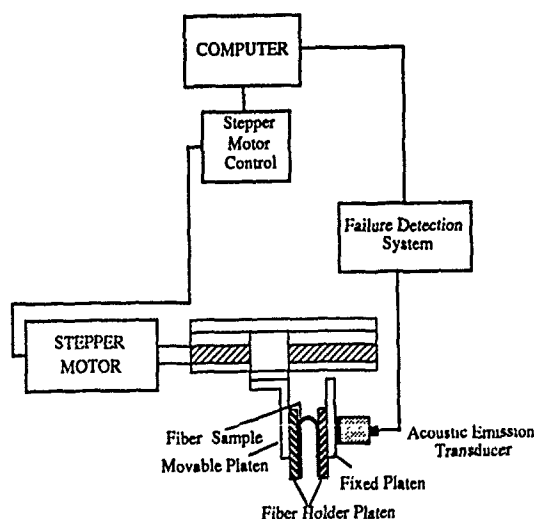 COMPUTER
Stepper
Motor
Control
Failure Detection
System
STEPPER
MOTOR
Fiber Sample
Movable Platen
Acoustic Emission
Transducer
Fixed Platen
Fiber Holder Platen